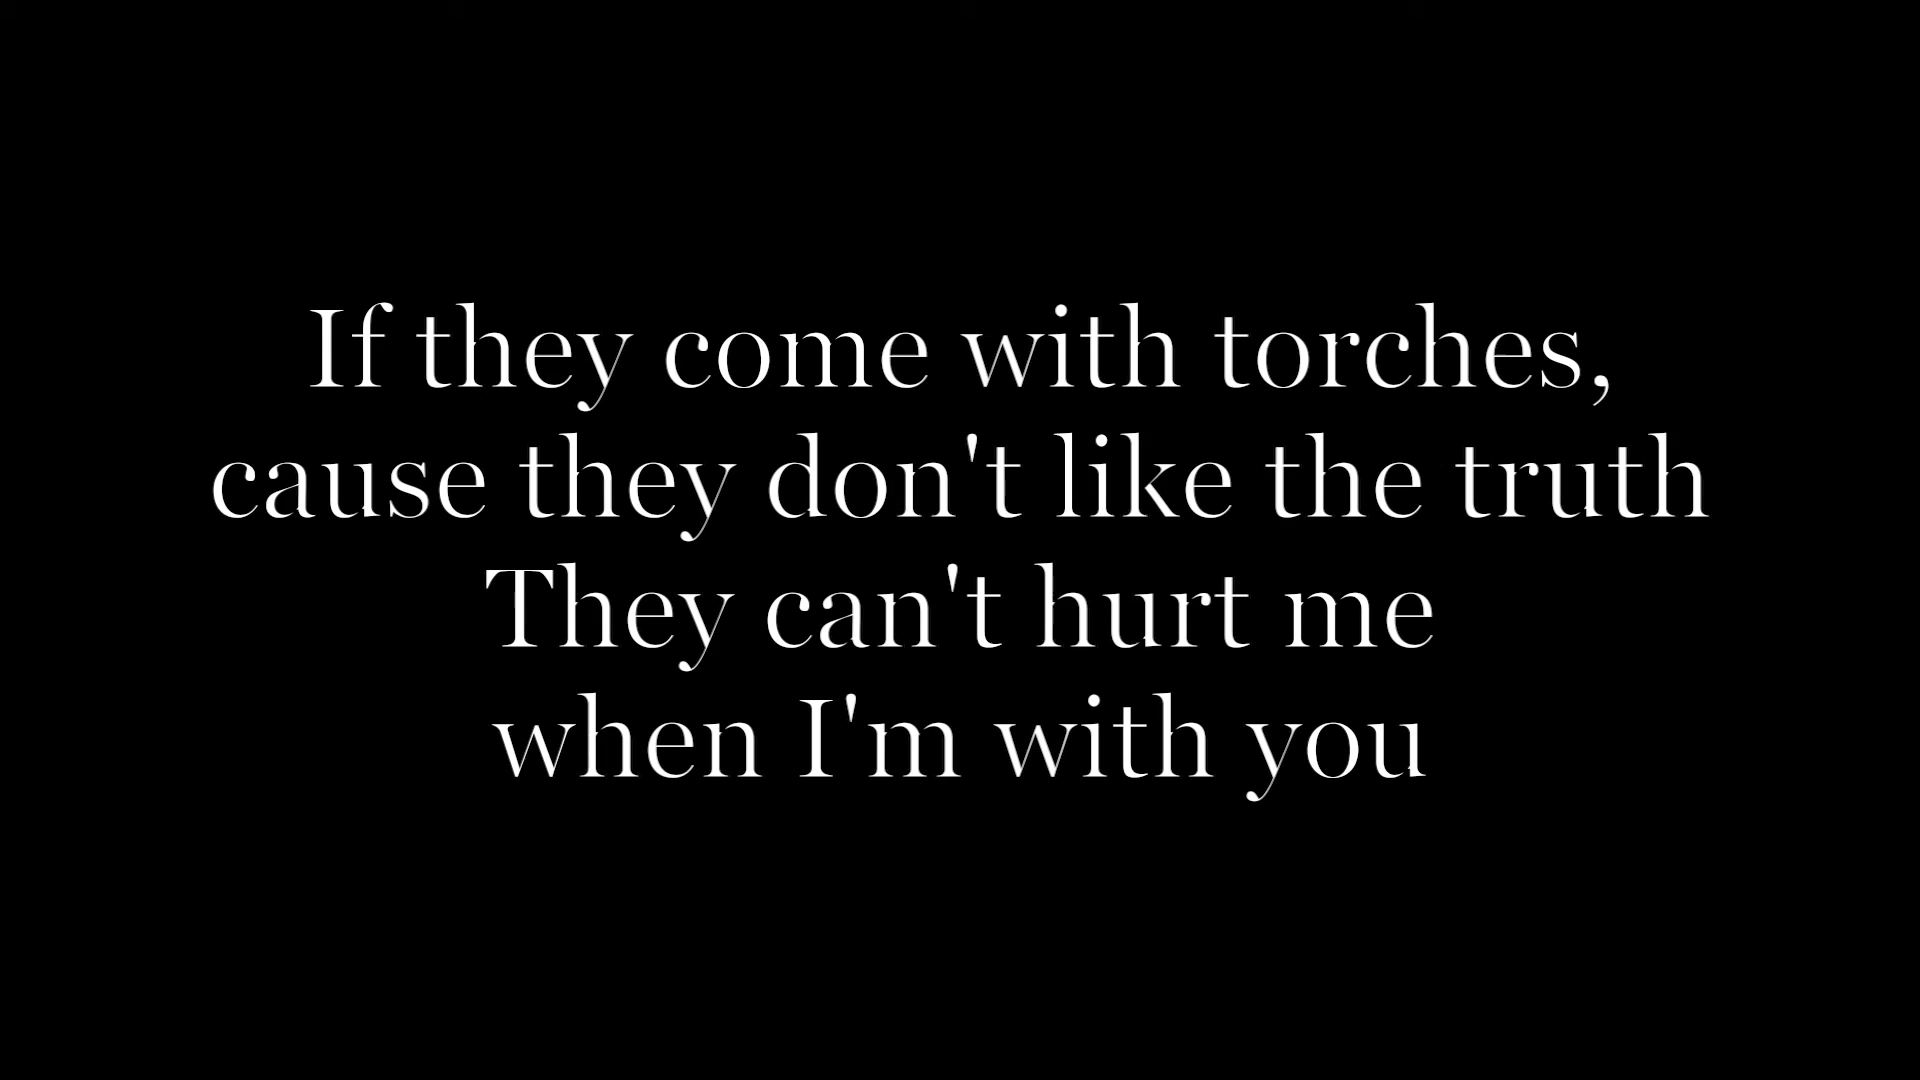 If they come with torches,
cause they don't like the truth
They can't hurt me
when I'm with you